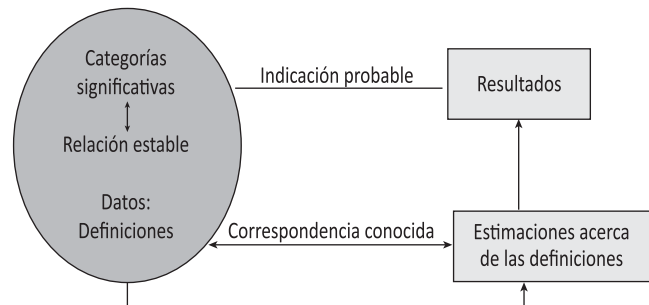 Categorías
significativas
Relación estable
Datos:
Definiciones
Indicación probable
Resultados
Correspondencia conocida
Estimaciones acerca
de las definiciones